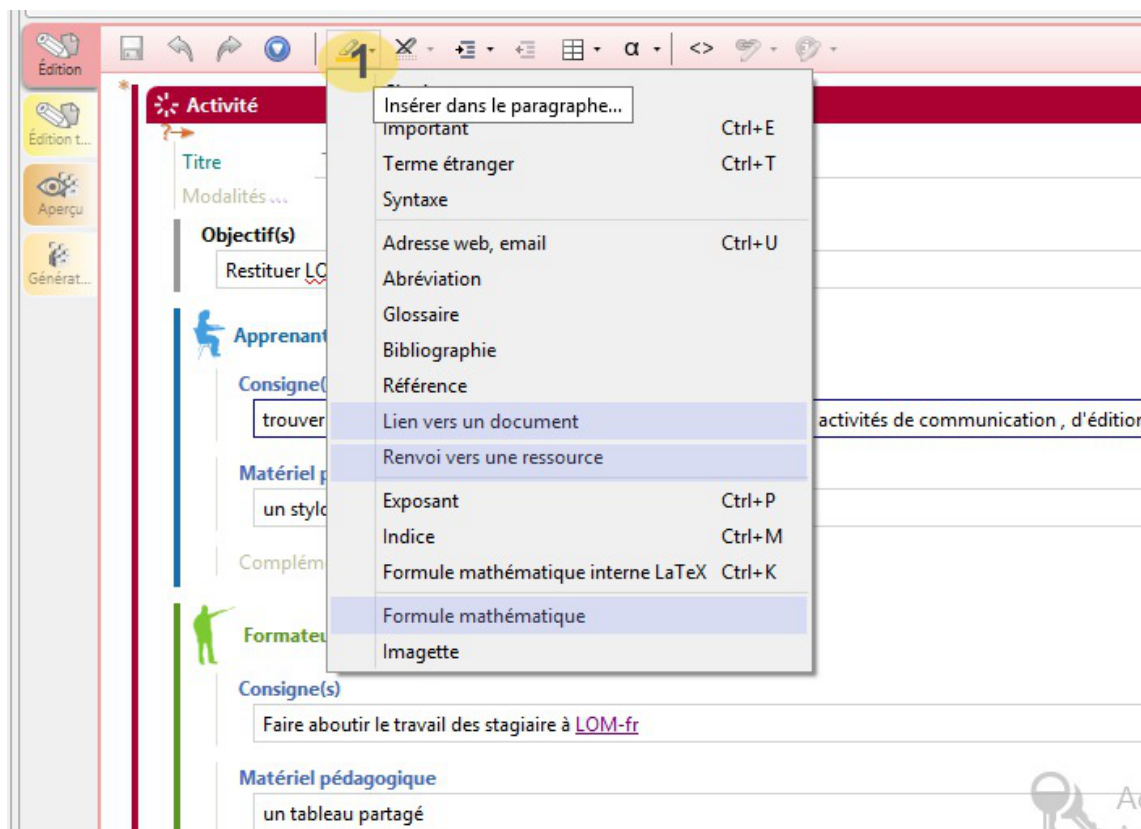 Édition
1
Édition t...
Aperçu
Générat...
Activité
Insérer dans le paragraphe...
Important Ctrl+E
Titre
Terme étranger Ctrl+T
Modalités ...
Syntaxe
Objectif(s)
Adresse web, email Ctrl+U
Restituer LO
Abréviation
Glossaire
Apprenant
Bibliographie
Consigne(
Référence
trouver
Lien vers un document
activités de communication , d'édition
Renvoi vers une ressource
Matériel p
un stylo
Exposant Ctrl+P
Indice Ctrl+M
Complém
Formule mathématique interne LaTeX Ctrl+K
Formule mathématique
Formateu
Imagette
Consigne(s)
Faire aboutir le travail des stagiaire à LOM-fr
Matériel pédagogique
un tableau partagé